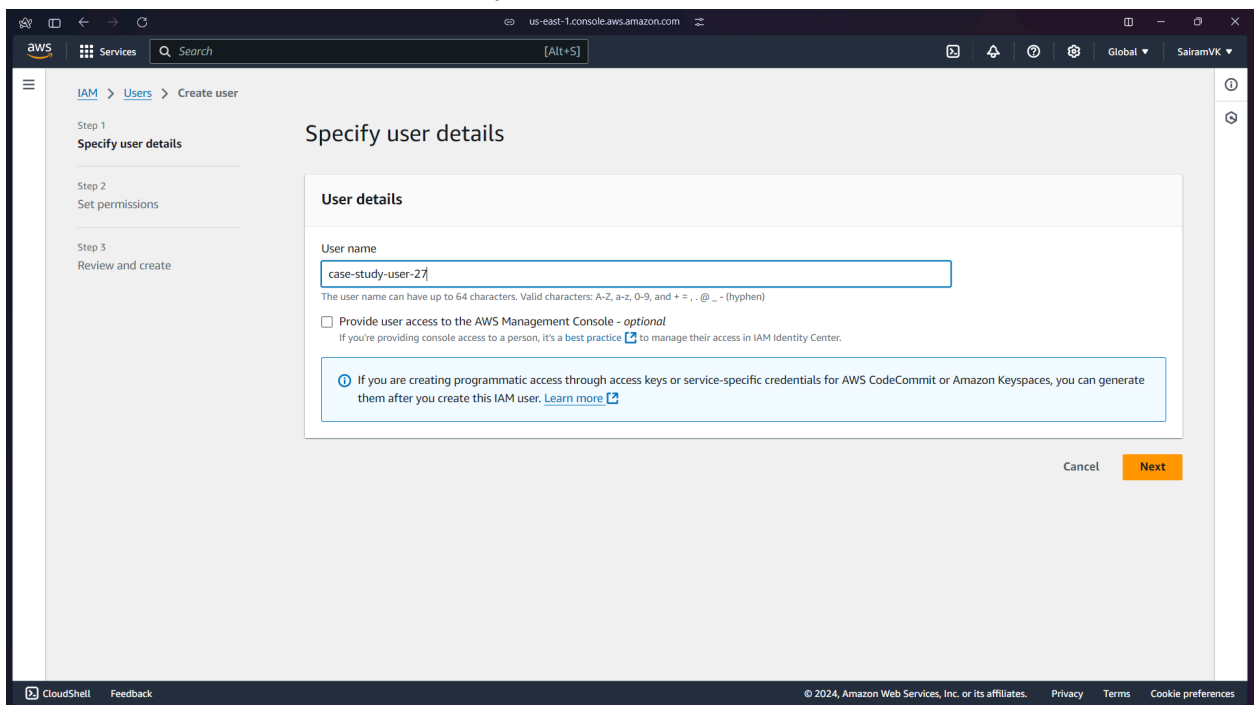 us-east-1.console.aws.amazon.com
aws
Services
Search
[Alt+S]
Global
SairamVK
IAM > Users > Create user
Step 1
Specify user details
Step 2
Set permissions
Step 3
Review and create
Specify user details
User details
User name
case-study-user-27
The user name can have up to 64 characters. Valid characters: A-Z, a-z, 0-9, and + = , . @ _ - (hyphen)
Provide user access to the AWS Management Console - optional
If you're providing console access to a person, it's a best practice to manage their access in IAM Identity Center.
If you are creating programmatic access through access keys or service-specific credentials for AWS CodeCommit or Amazon Keyspaces, you can generate
them after you create this IAM user. Learn more
Cancel
Next
CloudShell
Feedback
© 2024, Amazon Web Services, Inc. or its affiliates.
Privacy
Terms
Cookie preferences